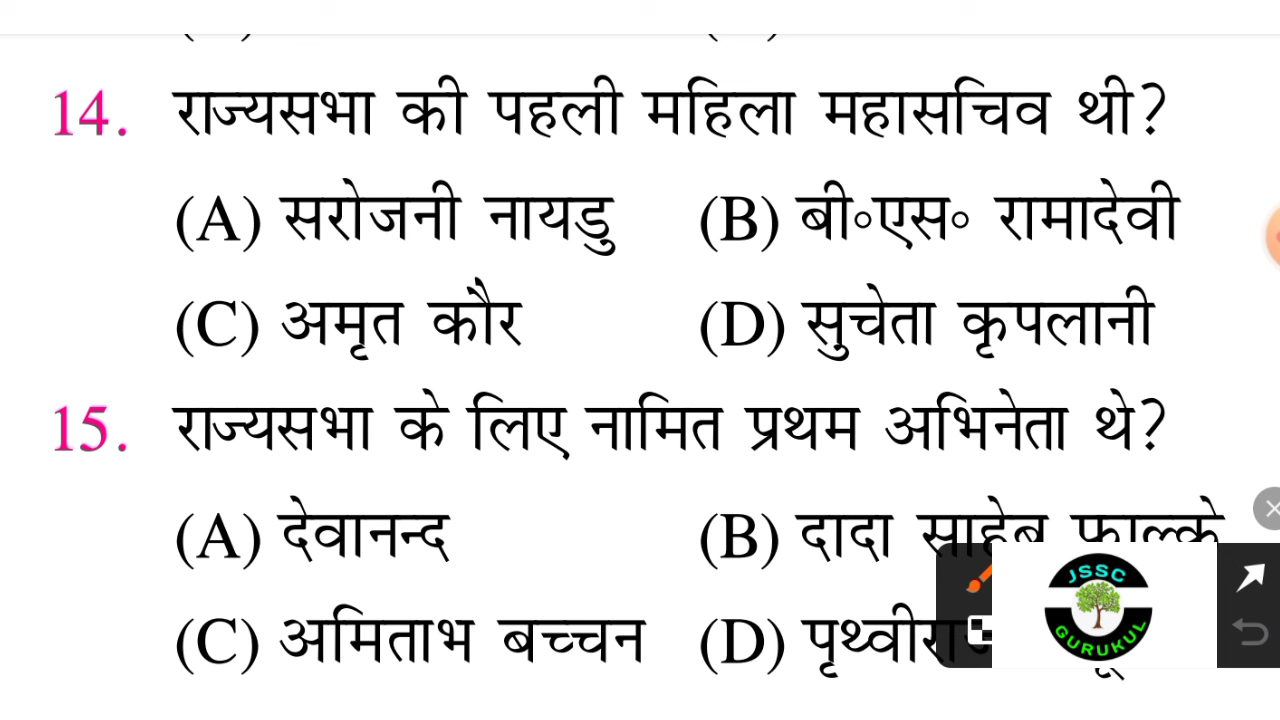 14. राज्यसभा की पहली महिला महासचिव थी?
(A) सरोजनी नायडु (B) बी॰एस॰ रामादेवी
(C) अमृत कौर (D) सुचेता कृपलानी
15. राज्यसभा के लिए नामित प्रथम अभिनेता थे?
(A) देवानन्द (B) दादा साहेब फाल्के
(C) अमिताभ बच्चन (D)
JSSC
GURUKUL